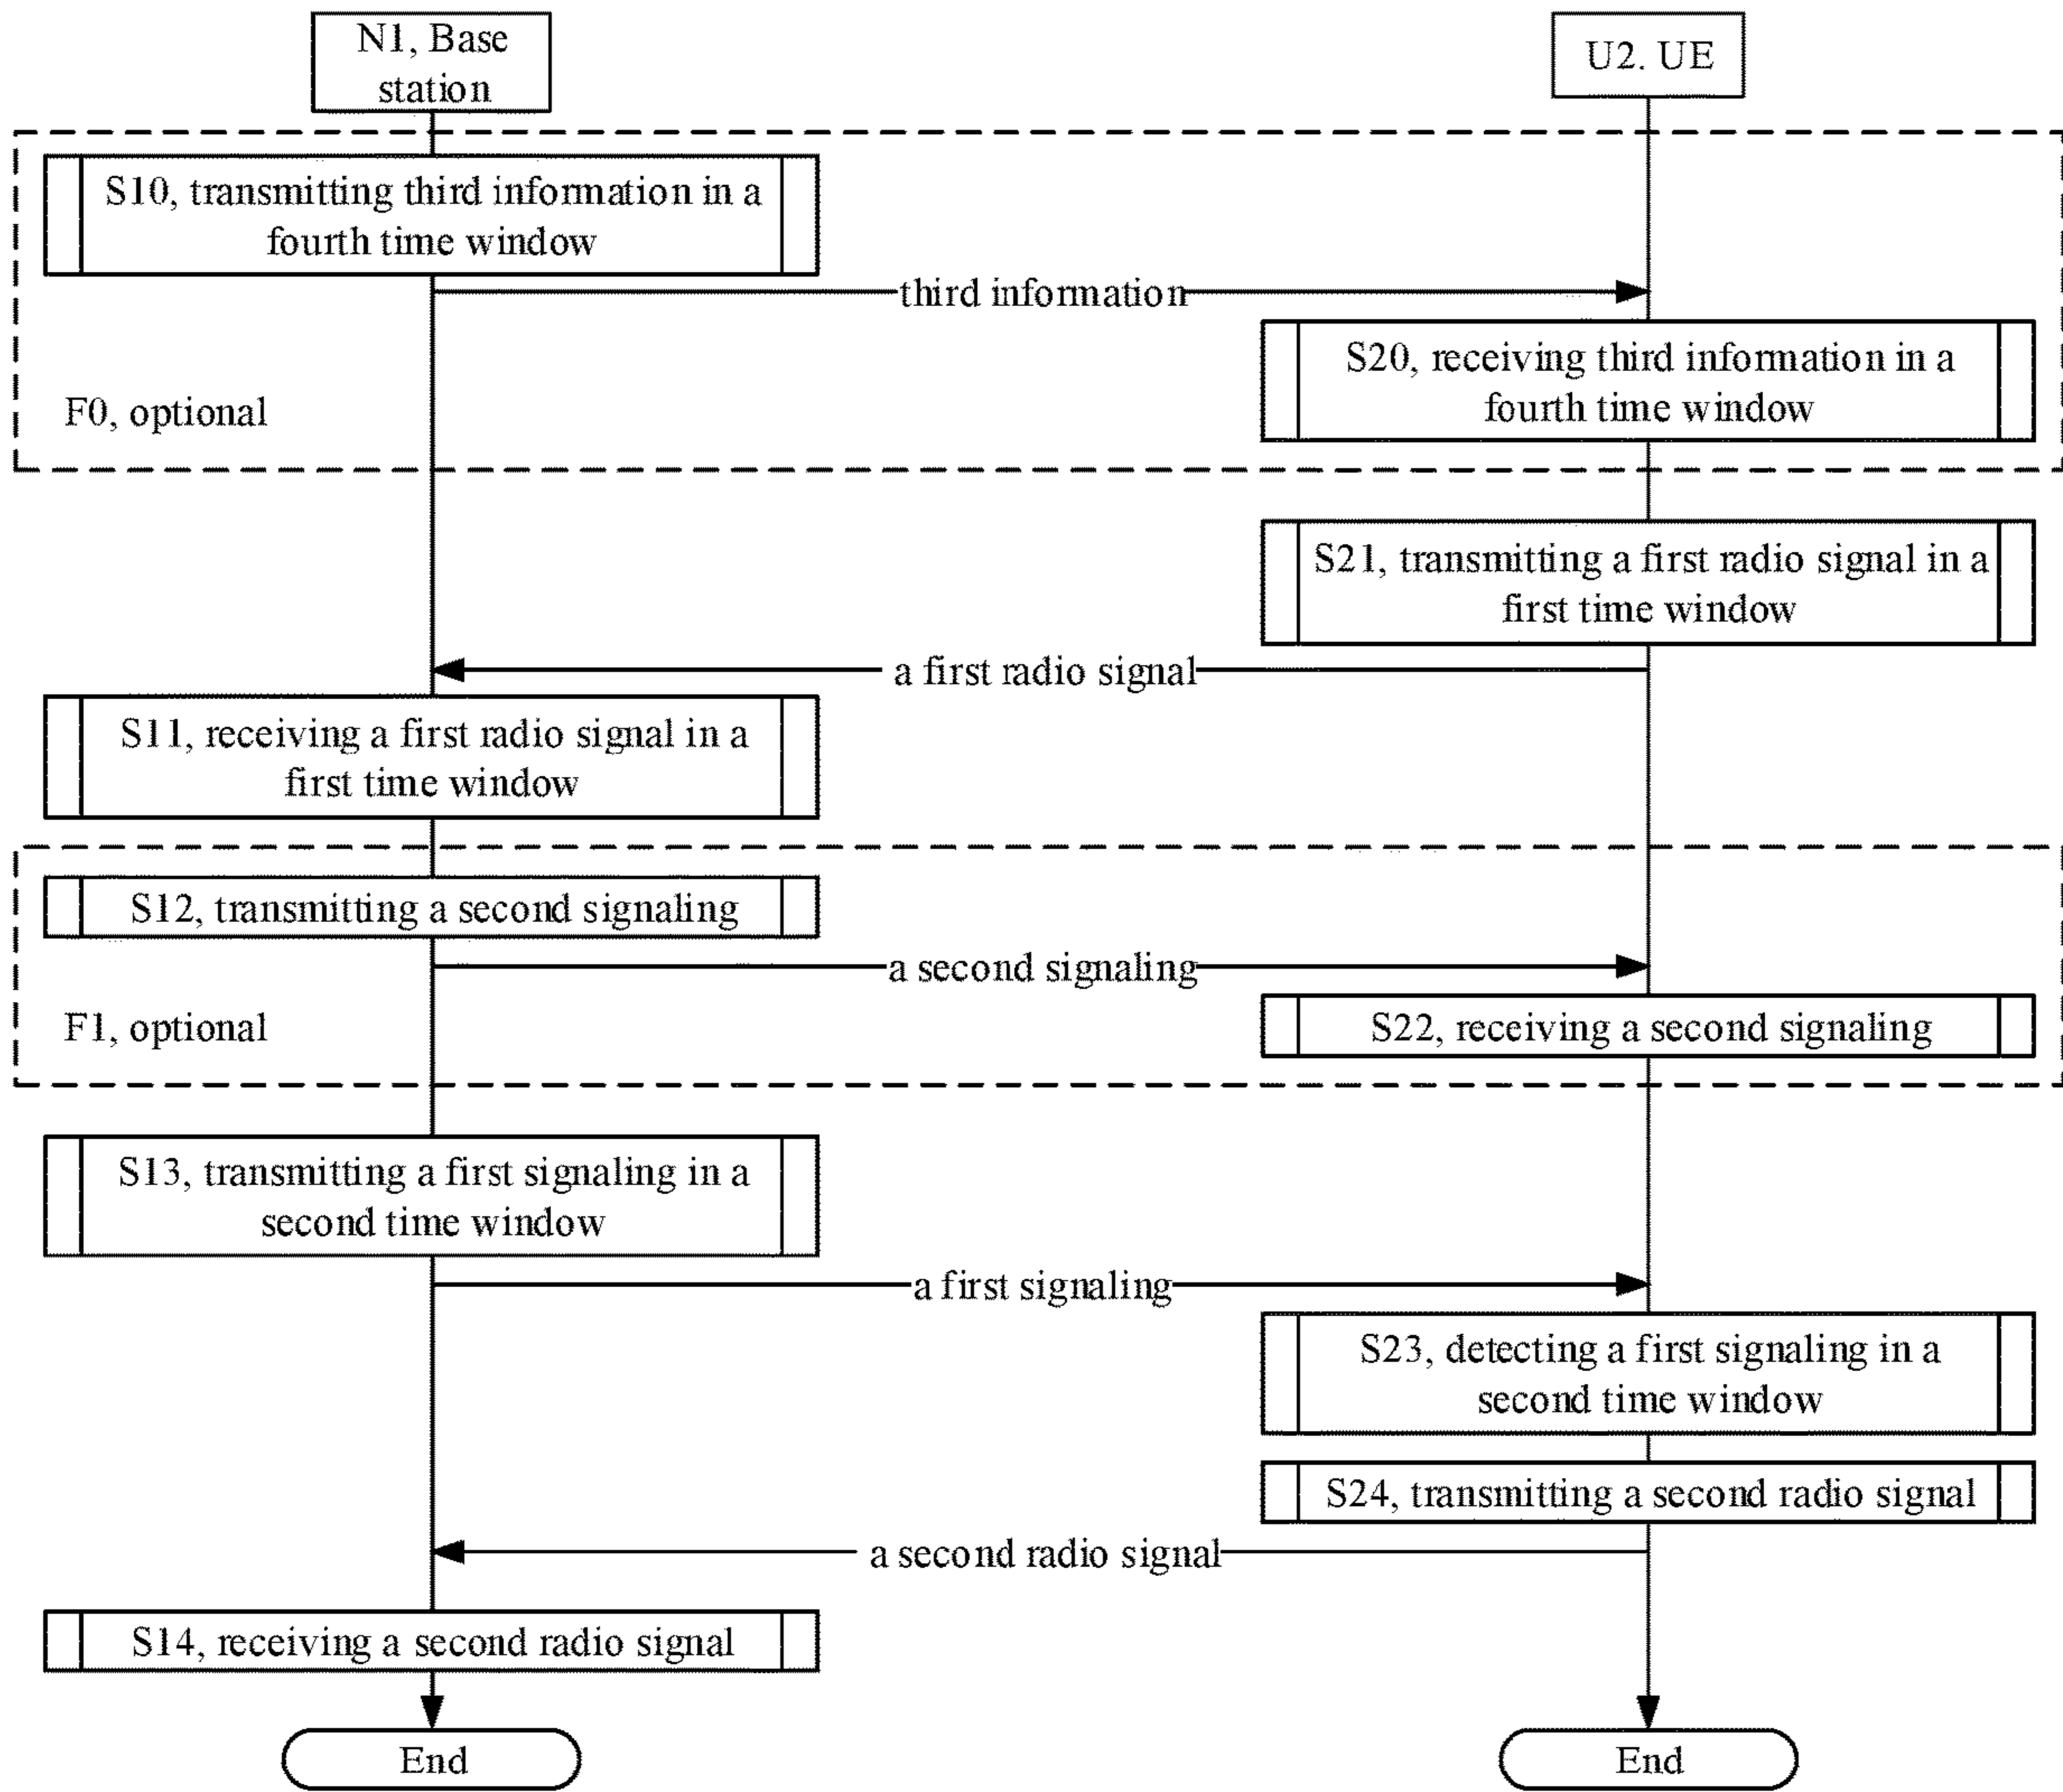 N1, Base
station
U2. UE
S10, transmitting third information in a
fourth time window
third information
S20, receiving third information in a
fourth time window
F0, optional
S21, transmitting a first radio signal in a
first time window
a first radio signal
S11, receiving a first radio signal in a
first time window
S12, transmitting a second signaling
a second signaling
F1, optional
S22, receiving a second signaling
S13, transmitting a first signaling in a
second time window
a first signaling
S23, detecting a first signaling in a
second time window
S24, transmitting a second radio signal
a second radio signal
S14, receiving a second radio signal
End
End